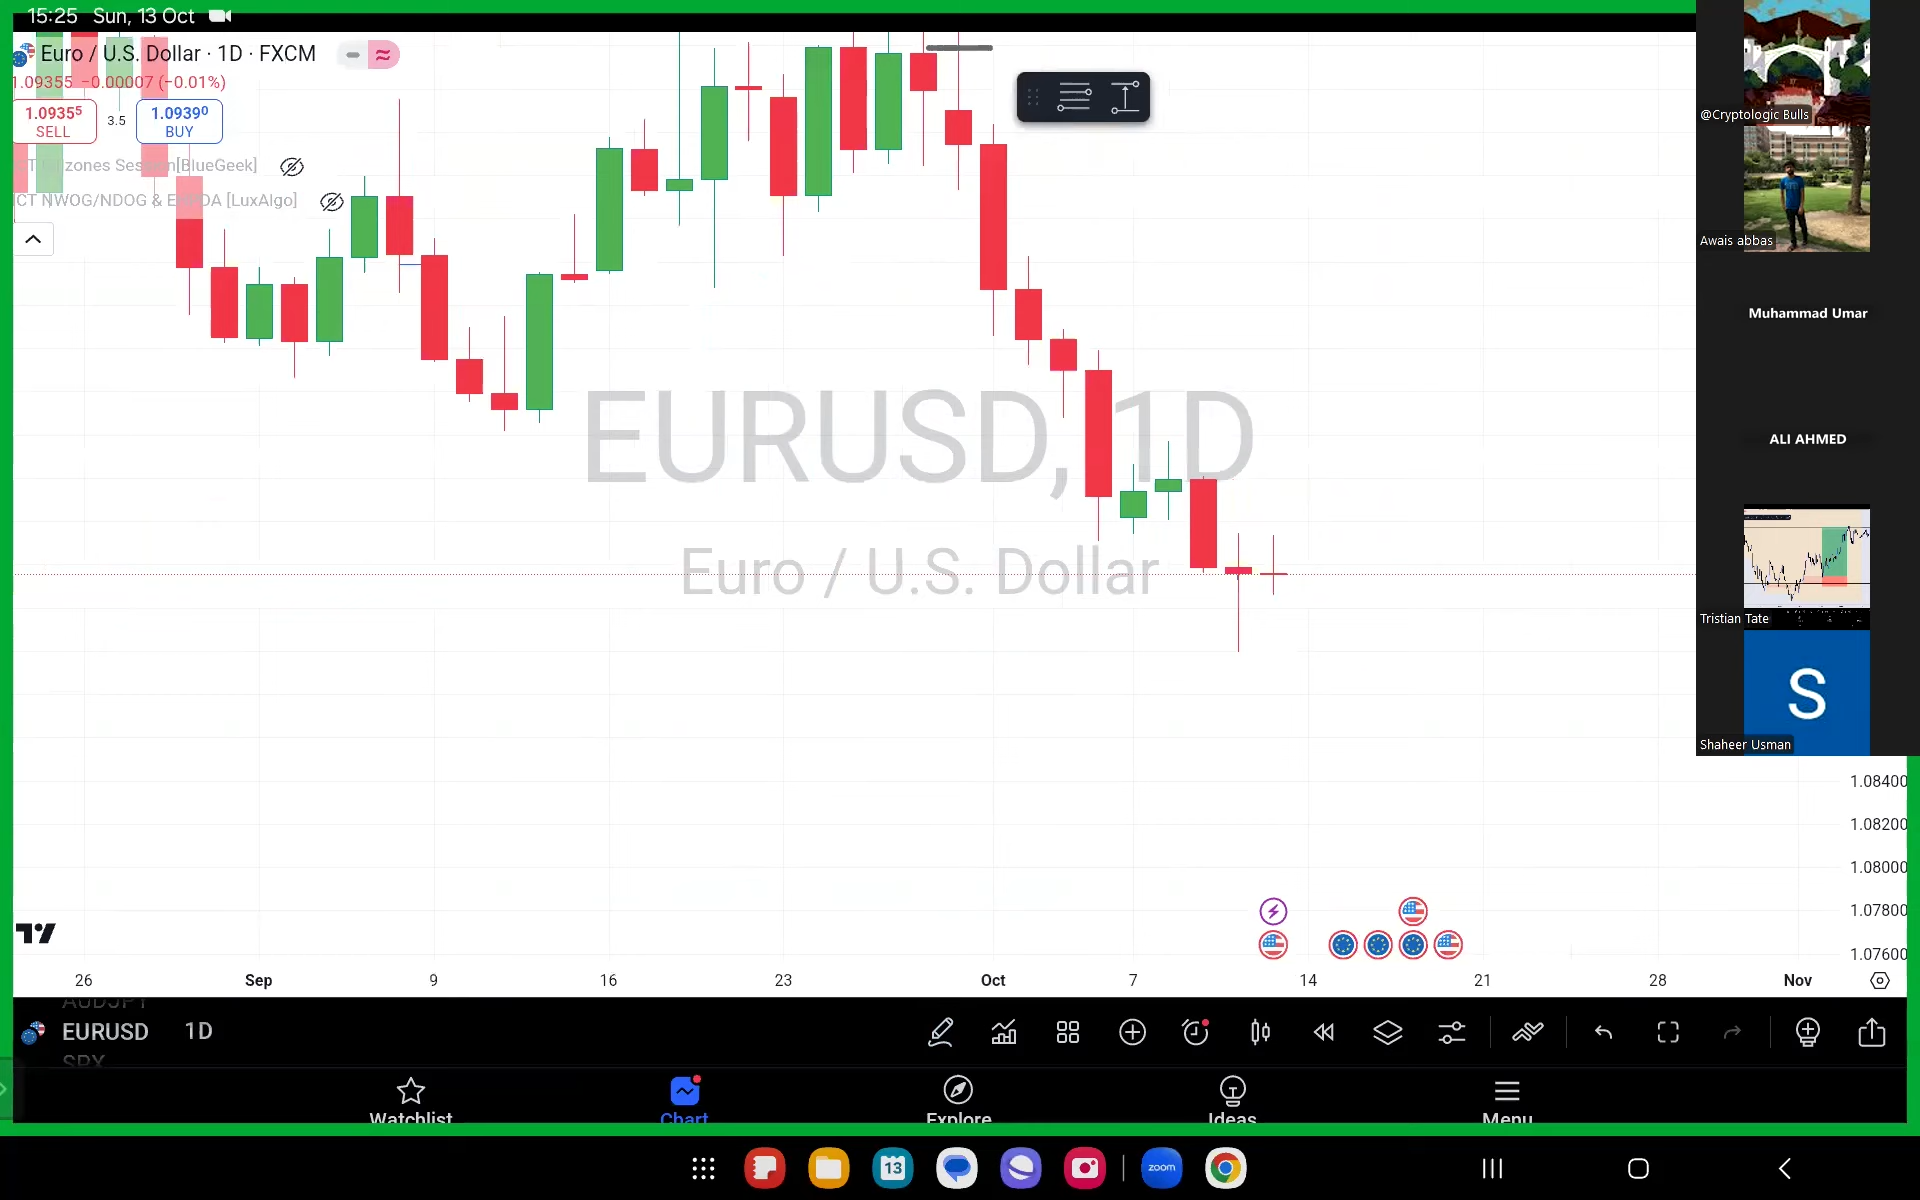 15:25 Sun, 13 Oct
Euro / U.S. Dollar · 1D · FXCM
1.09355 −0.00007 (−0.01%)
1.09355
SELL
3.5
1.09390
BUY
zones
[BlueGeek]
CT NWOG/NDOG &
[LuxAlgo]
EURUSD, 1D
Euro / U.S. Dollar
@Cryptologic Bulls
Awais abbas
Muhammad Umar
ALI AHMED
Tristian Tate
S
Shaheer Usman
1.08400
1.08200
1.08000
1.07800
1.07600
26 Sep 9 16 23 Oct 7 14 21 28 Nov
AUDJPY
EURUSD 1D
SPX
Watchlist Chart Explore Ideas Menu
13
zoom